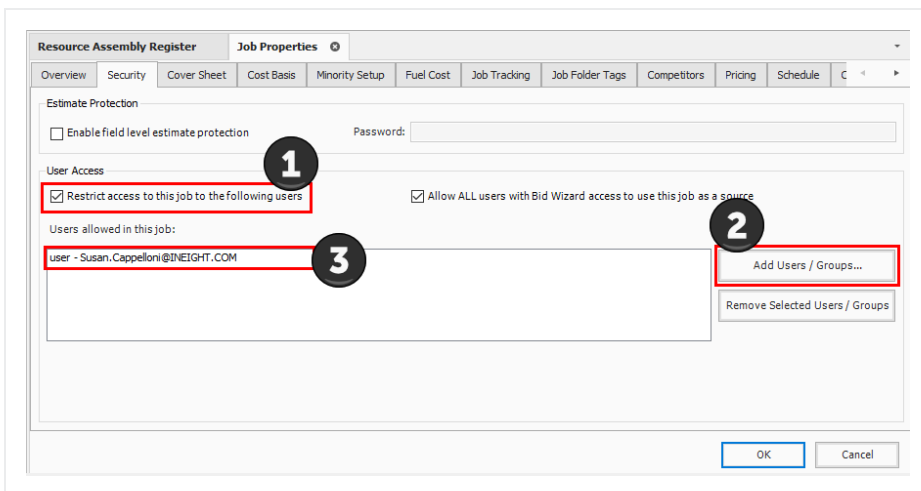 Resource Assembly Register Job Properties
Overview Security Cover Sheet Cost Basis Minority Setup Fuel Cost Job Tracking Job Folder Tags Competitors Pricing Schedule
Estimate Protection
Enable field level estimate protection Password:
1
User Access
Restrict access to this job to the following users Allow ALL users with Bid Wizard access to use this job as a source
2
Users allowed in this job:
user - Susan.Cappelloni@INEIGHT.COM
3
Add Users / Groups...
Remove Selected Users / Groups
OK Cancel